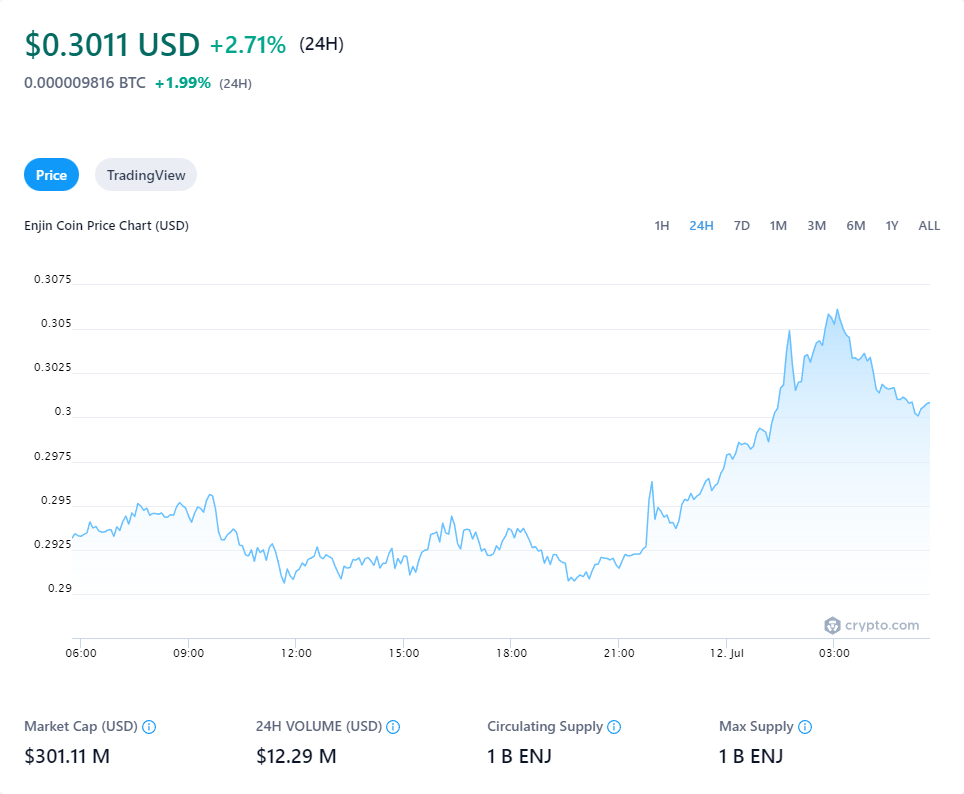 $0.3011 USD +2.71% (24H)
0.000009816 BTC +1.99% (24H)
Price TradingView
Enjin Coin Price Chart (USD) 1H 24H 7D 1M 3M 6M 1Y ALL
0.3075
0.305
0.3025
0.3
0.2975
0.295
0.2925
0.29
crypto.com
06:00 09:00 12:00 15:00 18:00 21:00 12. Jul 03:00
Market Cap (USD) 24H VOLUME (USD) Circulating Supply Max Supply
$301.11 M $12.29 M 1 B ENJ 1 B ENJ